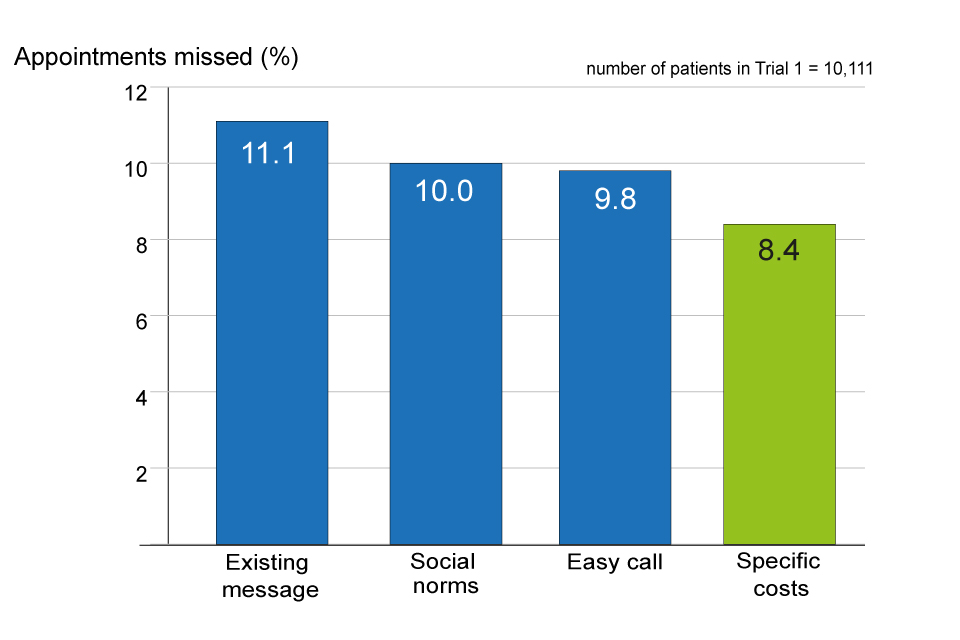 Appointments missed (%)
number of patients in Trial 1 = 10,111
12
10
8
6
4
2
11.1
10.0
9.8
8.4
Existing
message
Social
norms
Easy call
Specific
costs